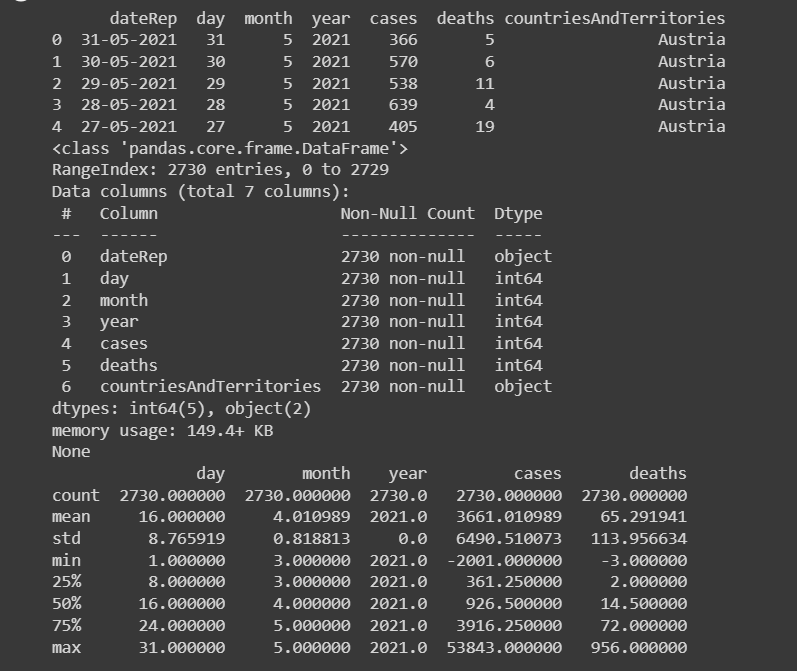 dateRep day month year cases deaths countriesAndTerritories
0 31-05-2021 31 5 2021 366 5 Austria
1 30-05-2021 30 5 2021 570 6 Austria
2 29-05-2021 29 5 2021 538 11 Austria
3 28-05-2021 28 5 2021 639 4 Austria
4 27-05-2021 27 5 2021 405 19 Austria
<class 'pandas.core.frame.DataFrame'>
RangeIndex: 2730 entries, 0 to 2729
Data columns (total 7 columns):
# Column Non-Null Count Dtype
--- ------ -------------- -----
0 dateRep 2730 non-null object
1 day 2730 non-null int64
2 month 2730 non-null int64
3 year 2730 non-null int64
4 cases 2730 non-null int64
5 deaths 2730 non-null int64
6 countriesAndTerritories 2730 non-null object
dtypes: int64(5), object(2)
memory usage: 149.4+ KB
None
day month year cases deaths
count 2730.000000 2730.000000 2730.0 2730.000000 2730.000000
mean 16.000000 4.010989 2021.0 3661.010989 65.291941
std 8.765919 0.818813 0.0 6490.510073 113.956634
min 1.000000 3.000000 2021.0 -2001.000000 -3.000000
25% 8.000000 3.000000 2021.0 361.250000 2.000000
50% 16.000000 4.000000 2021.0 926.500000 14.500000
75% 24.000000 5.000000 2021.0 3916.250000 72.000000
max 31.000000 5.000000 2021.0 53843.000000 956.000000